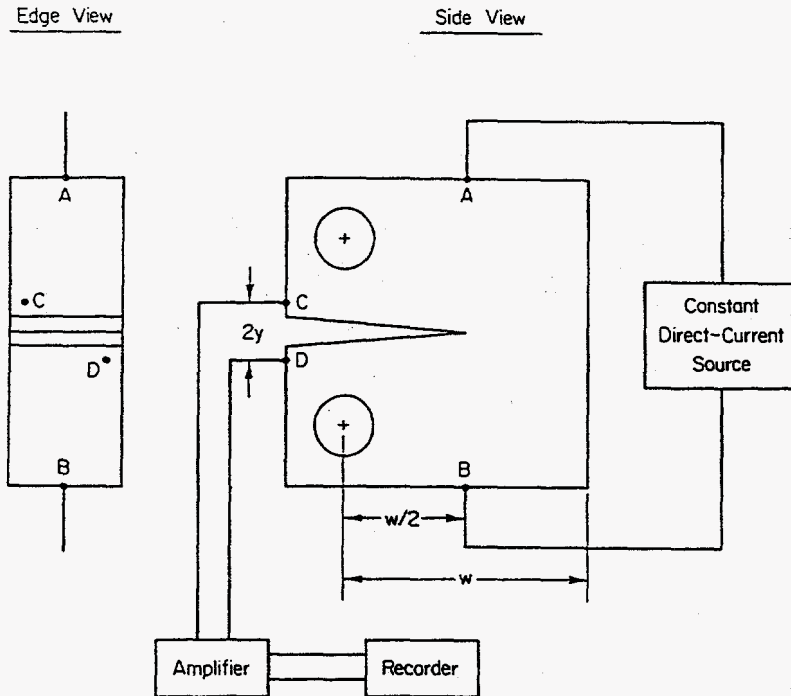 Edge View
Side View
A
A
C
C
2y
D
D
Constant
Direct-Current
Source
B
B
w/2
w
Amplifier
Recorder